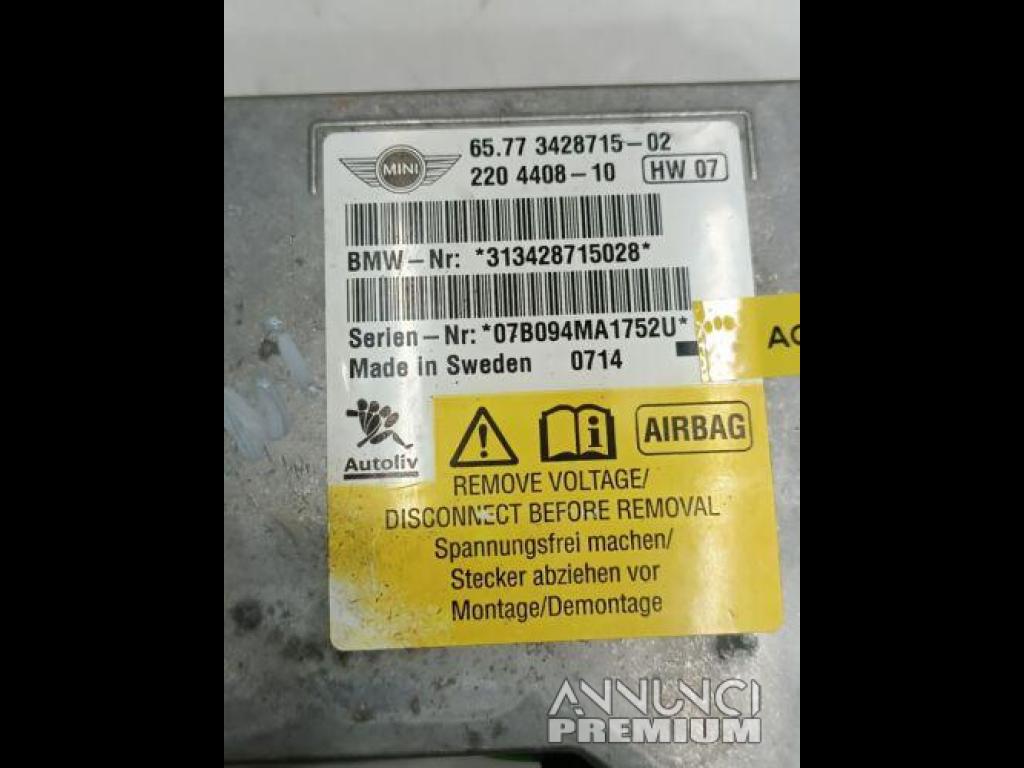 MINI
65.77 3428715-02
220 4408-10 HW 07
BMW-Nr: *313428715028*
Serien-Nr: *07B094MA1752U*
Made in Sweden 0714
Autoliv
AIRBAG
REMOVE VOLTAGE/
DISCONNECT BEFORE REMOVAL
Spannungsfrei machen/
Stecker abziehen vor
Montage/Demontage
ANNUNCI
PREMIUM